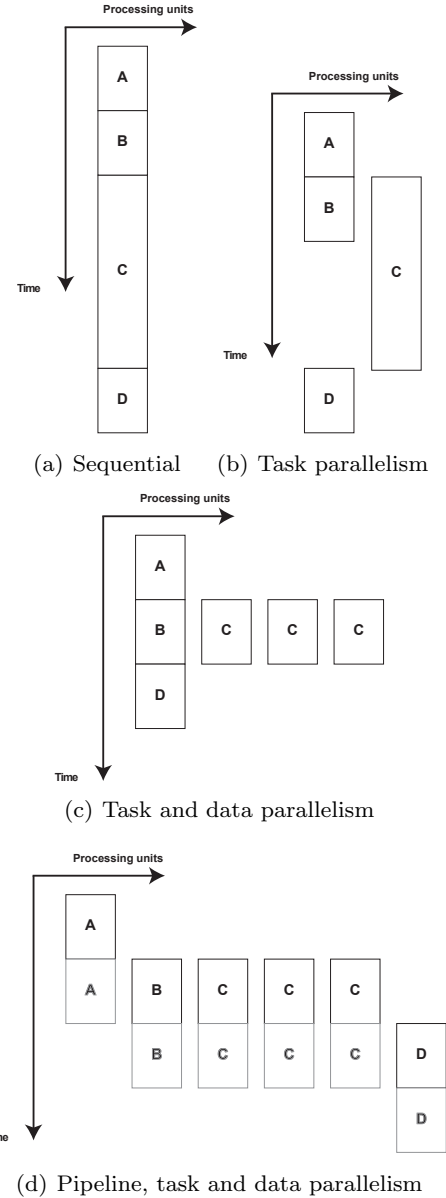 Processing units
A
B
C
Time
D
(a) Sequential
Processing units
A
B
C
Time
D
(b) Task parallelism
Processing units
A
B C C C
D
Time
(c) Task and data parallelism
Processing units
A
A B C C C
B C C C D
D
me
(d) Pipeline, task and data parallelism